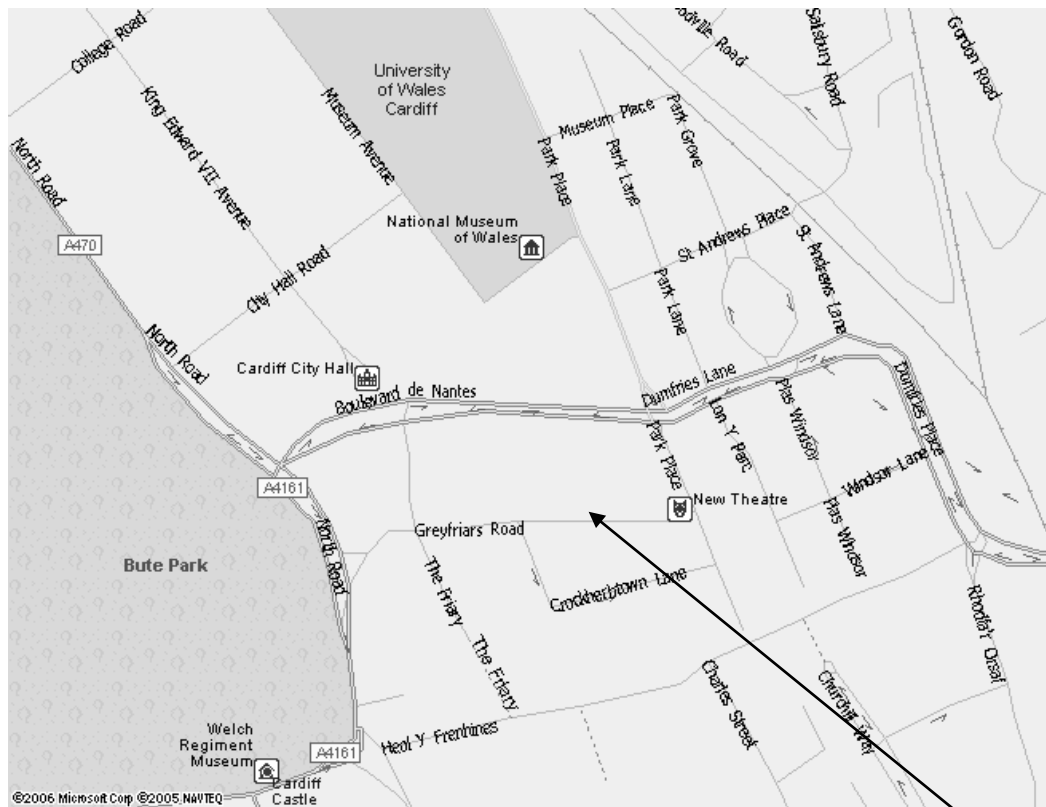 College Road
King Edward VII Avenue
Museum Avenue
University
of Wales
Cardiff
Museum Place
Park Grove
Park Place
Park Lane
Salisbury Road
Gordon Road
North Road
A470
National Museum
of Wales
St Andrews Place
St Andrews Lane
City Hall Road
Park Lane
North Road
Cardiff City Hall
Boulevard de Nantes
Dumfries Lane
Dumfries Place
Lon Y Parc
Plas Windsor
Park Place
Windsor Lane
A4161
New Theatre
North Road
Greyfriars Road
Plas Windsor
Bute Park
The Friary
Crockherbtown Lane
Rhodfa'r Orsaf
The Friary
Charles Street
Churchill Way
Heol Y Frenhines
Welch
Regiment
Museum
A4161
Cardiff
Castle
©2006 Microsoft Corp ©2005 NAVTEQ